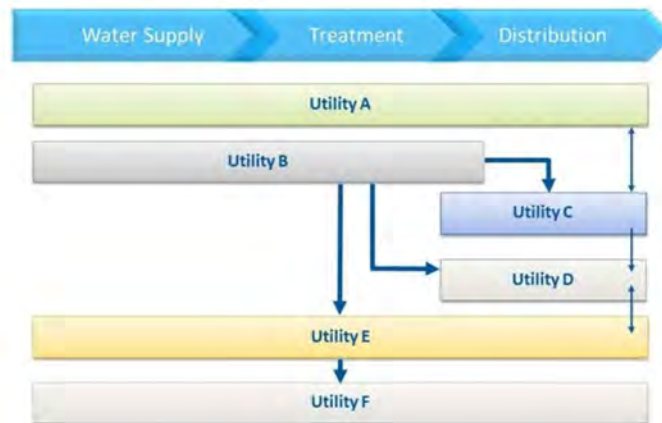 Water Supply
Treatment
Distribution
Utility A
Utility B
Utility C
Utility D
Utility E
Utility F